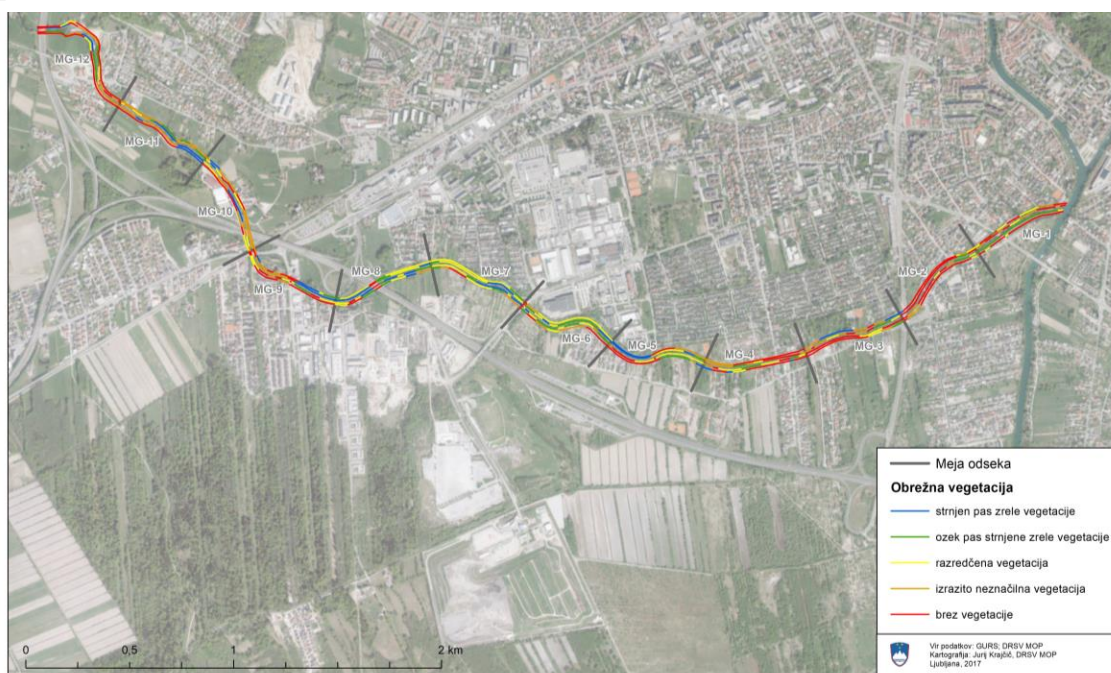 MG-12
MG-11
MG-10
MG-9
MG-8
MG-7
MG-6
MG-5
MG-4
MG-3
MG-2
MG-1
Meja odseka
Obrežna vegetacija
strnjen pas zrele vegetacije
ozek pas strnjene zrele vegetacije
razredčena vegetacija
izrazito neznačilna vegetacija
brez vegetacije
0 0,5 1 2 km
Vir podatkov: GURS; DRSV MOP
Kartografija: Jurij Krajčič, DRSV MOP
Ljubljana, 2017